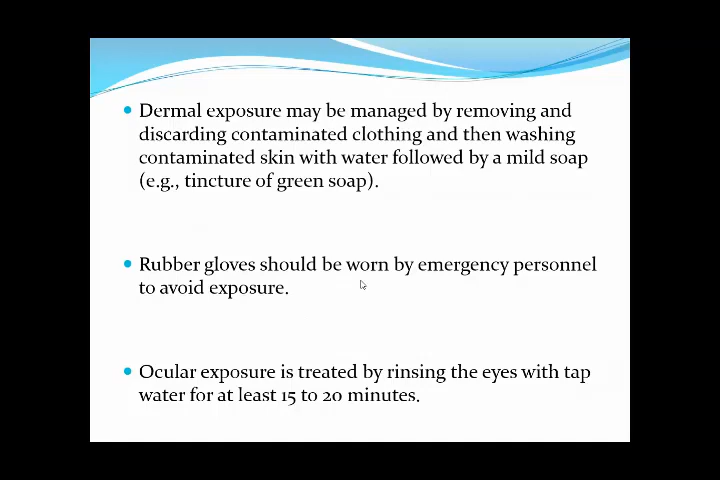 Dermal exposure may be managed by removing and
discarding contaminated clothing and then washing
contaminated skin with water followed by a mild soap
(e.g., tincture of green soap).
Rubber gloves should be worn by emergency personnel
to avoid exposure.
Ocular exposure is treated by rinsing the eyes with tap
water for at least 15 to 20 minutes.